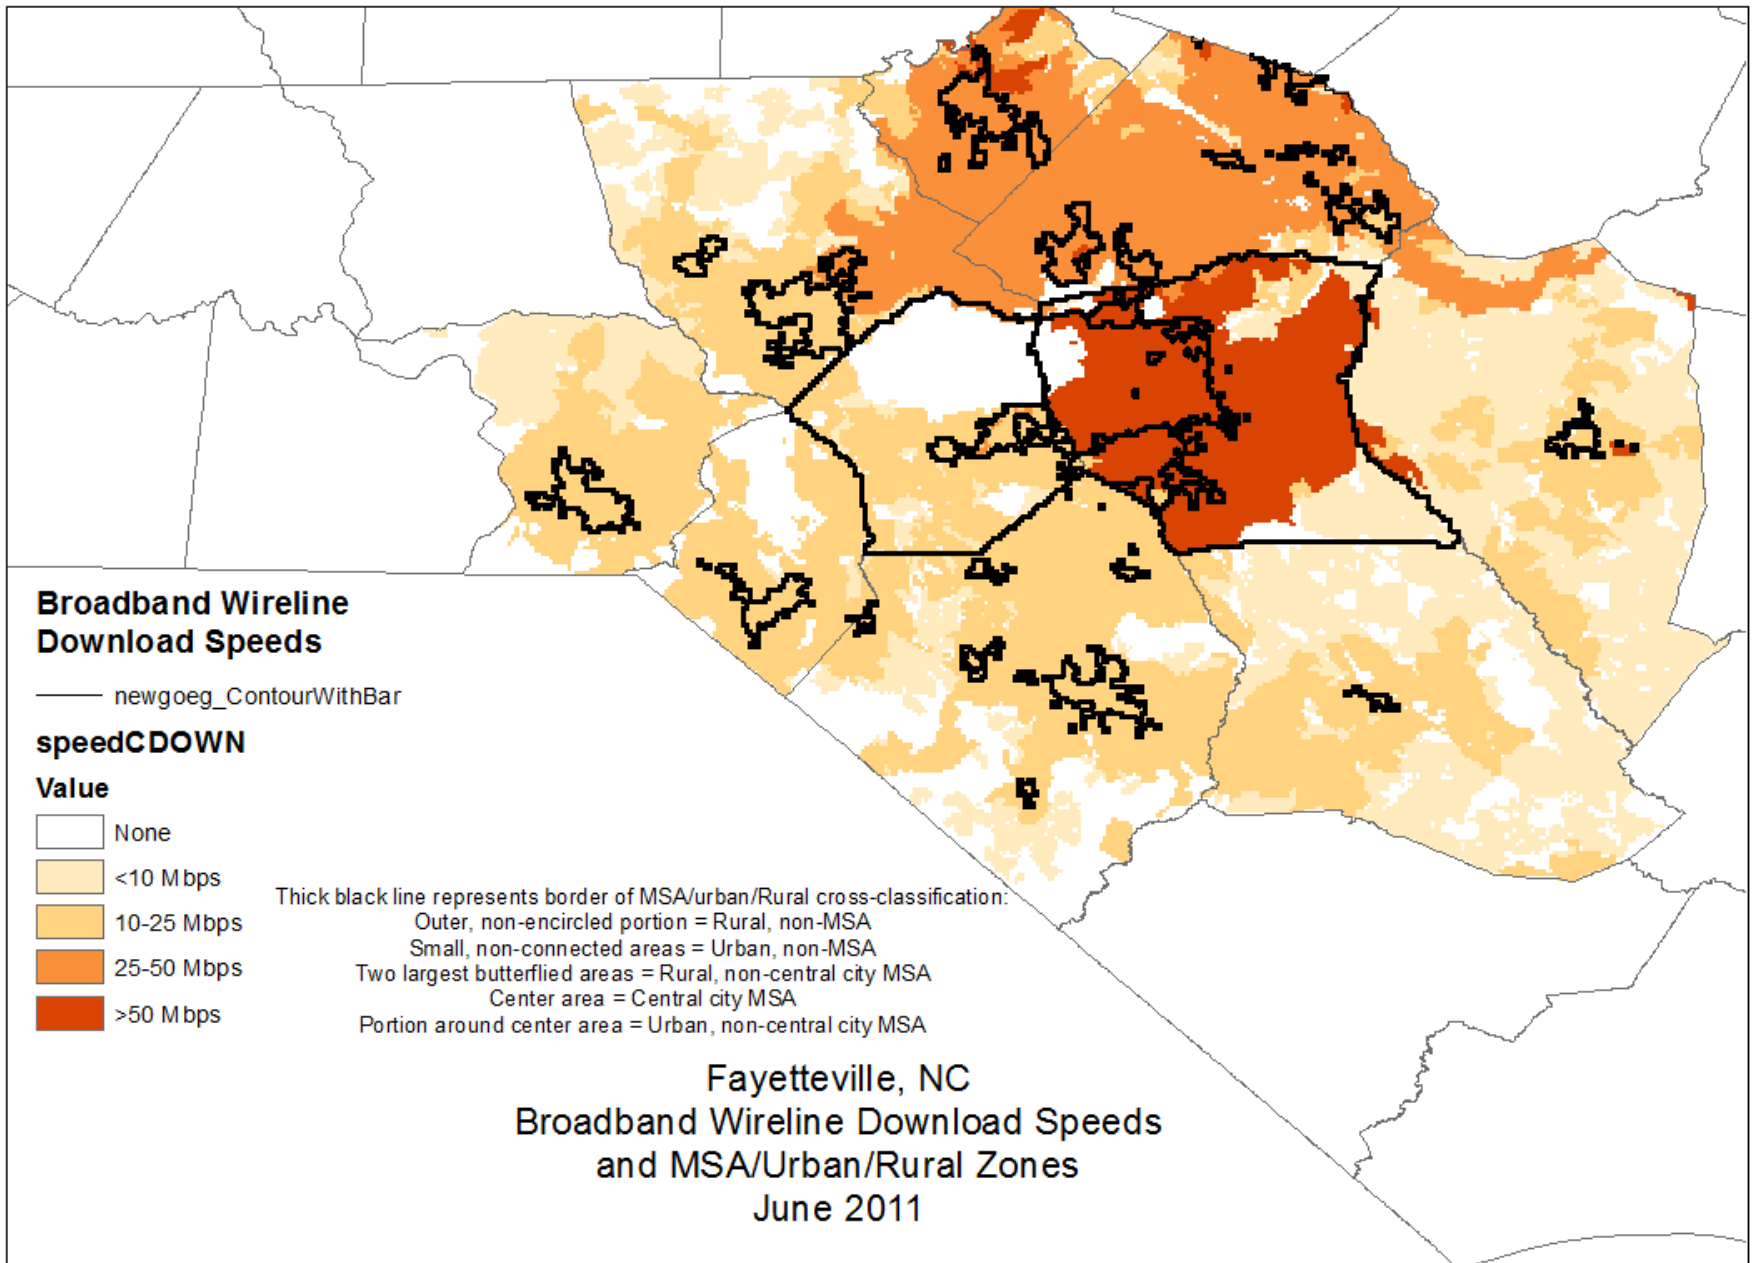 Broadband Wireline
Download Speeds
newgoeg_ContourWithBar
speedCDOWN
Value
None
<10 Mbps
10-25 Mbps
25-50 Mbps
>50 Mbps
Thick black line represents border of MSA/urban/Rural cross-classification:
Outer, non-encircled portion = Rural, non-MSA
Small, non-connected areas = Urban, non-MSA
Two largest butterflied areas = Rural, non-central city MSA
Center area = Central city MSA
Portion around center area = Urban, non-central city MSA
Fayetteville, NC
Broadband Wireline Download Speeds
and MSA/Urban/Rural Zones
June 2011